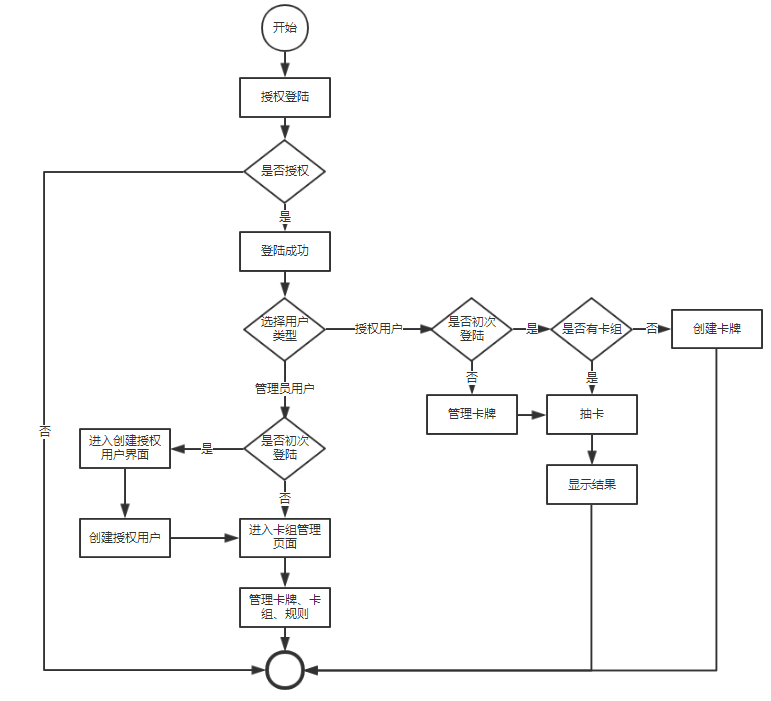 开始
授权登陆
是否授权
是
登陆成功
选择用户
类型
授权用户
是否初次
登陆
是
是否有卡组
否
创建卡牌
否
是
管理员用户
管理卡牌
抽卡
否
进入创建授权
用户界面
是
是否初次
登陆
显示结果
否
创建授权用户
进入卡组管理
页面
管理卡牌、卡
组、规则